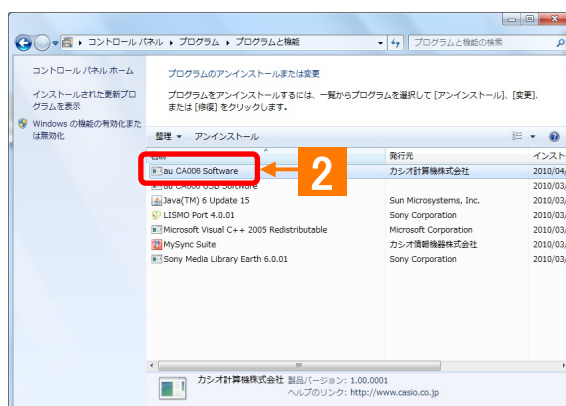 コントロール パネル ▸ プログラム ▸ プログラムと機能
プログラムと機能の検索
コントロール パネル ホーム
インストールされた更新プロ
グラムを表示
Windows の機能の有効化また
は無効化
プログラムのアンインストールまたは変更
プログラムをアンインストールするには、一覧からプログラムを選択して [アンインストール]、[変更]、
または [修復] をクリックします。
整理 アンインストール
発行元 インスト
au CA006 Software カシオ計算機株式会社 2010/04/
2
au CA006 USB Software 2010/03/
Java(TM) 6 Update 15 Sun Microsystems, Inc. 2010/03/
LISMO Port 4.0.01 Sony Corporation 2010/03/
Microsoft Visual C++ 2005 Redistributable Microsoft Corporation 2010/03/
MySync Suite カシオ情報機器株式会社 2010/03/
Sony Media Library Earth 6.0.01 Sony Corporation 2010/03/
カシオ計算機株式会社 製品バージョン: 1.00.0001
ヘルプのリンク: http://www.casio.co.jp